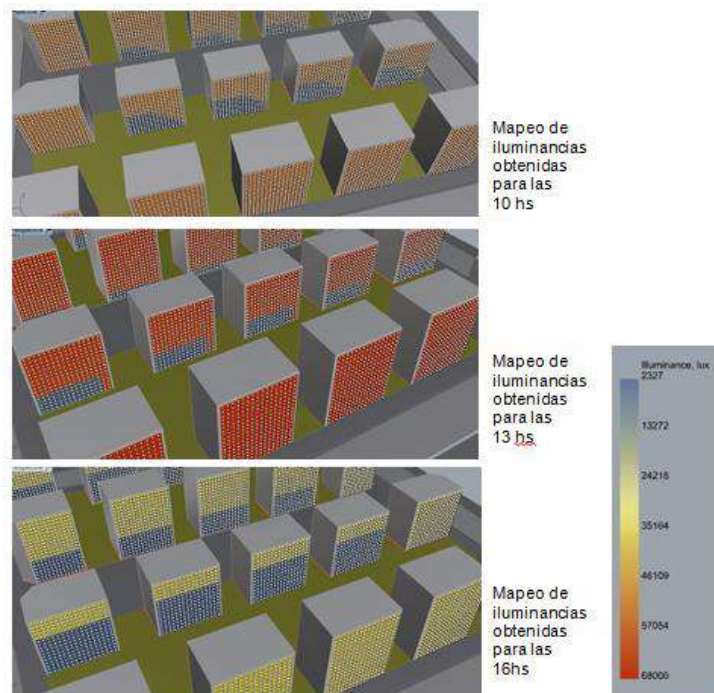 Mapeo de
iluminancias
obtenidas
para las
10 hs
Mapeo de
iluminancias
obtenidas
para las
13 hs
Mapeo de
iluminancias
obtenidas
para las
16hs
Illuminance, lux
2327
13272
24218
35164
46109
57054
68000